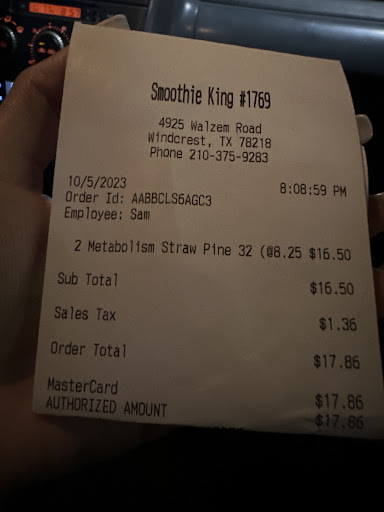 Smoothie King #1769
4925 Walzem Road
Windcrest, TX 78218
Phone 210-375-9283
10/5/2023 8:08:59 PM
Order Id: AABBCLS6AGC3
Employee: Sam
2 Metabolism Straw Pine 32 (@8.25 $16.50
Sub Total $16.50
Sales Tax $1.36
Order Total $17.86
MasterCard $17.86
AUTHORIZED AMOUNT $17.86